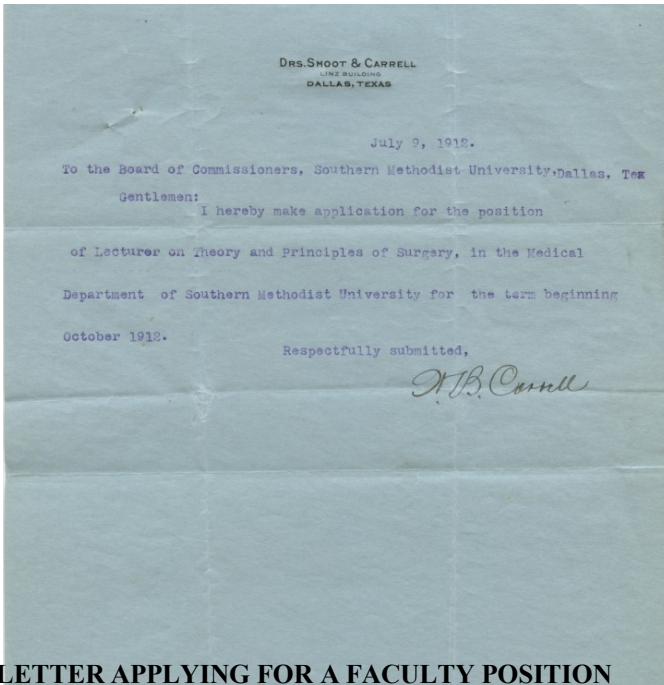 DRS. SMOOT & CARRELL
LINZ BUILDING
DALLAS, TEXAS
July 9, 1912.
To the Board of Commissioners, Southern Methodist University,Dallas, Tex
Gentlemen:
I hereby make application for the position
of Lecturer on Theory and Principles of Surgery, in the Medical
Department of Southern Methodist University for the term beginning
October 1912.
Respectfully submitted,
W. B. Carrell
LETTER APPLYING FOR A FACULTY POSITION